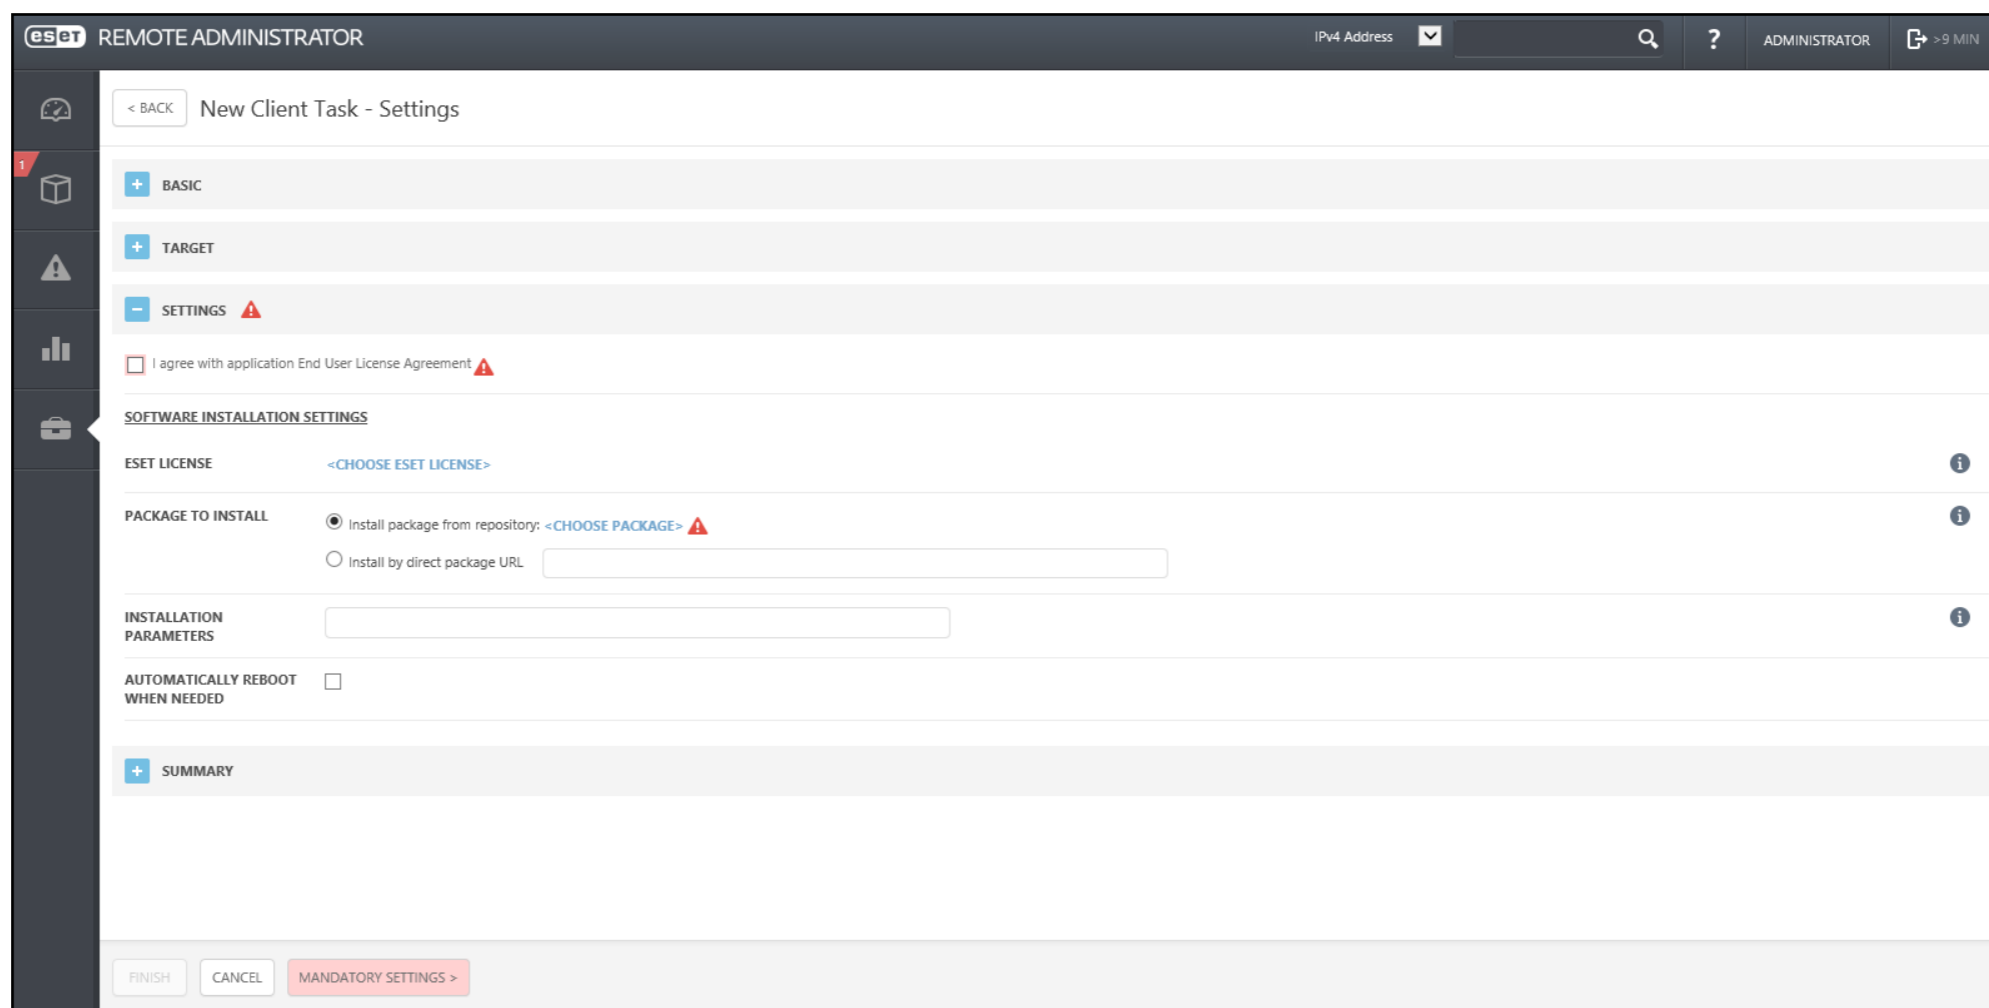 eset REMOTE ADMINISTRATOR IPv4 Address ? ADMINISTRATOR >9 MIN
< BACK New Client Task - Settings
1
+ BASIC
+ TARGET
− SETTINGS
I agree with application End User License Agreement
SOFTWARE INSTALLATION SETTINGS
ESET LICENSE <CHOOSE ESET LICENSE>
PACKAGE TO INSTALL
Install package from repository: <CHOOSE PACKAGE>
Install by direct package URL
INSTALLATION
PARAMETERS
AUTOMATICALLY REBOOT
WHEN NEEDED
+ SUMMARY
FINISH CANCEL MANDATORY SETTINGS >